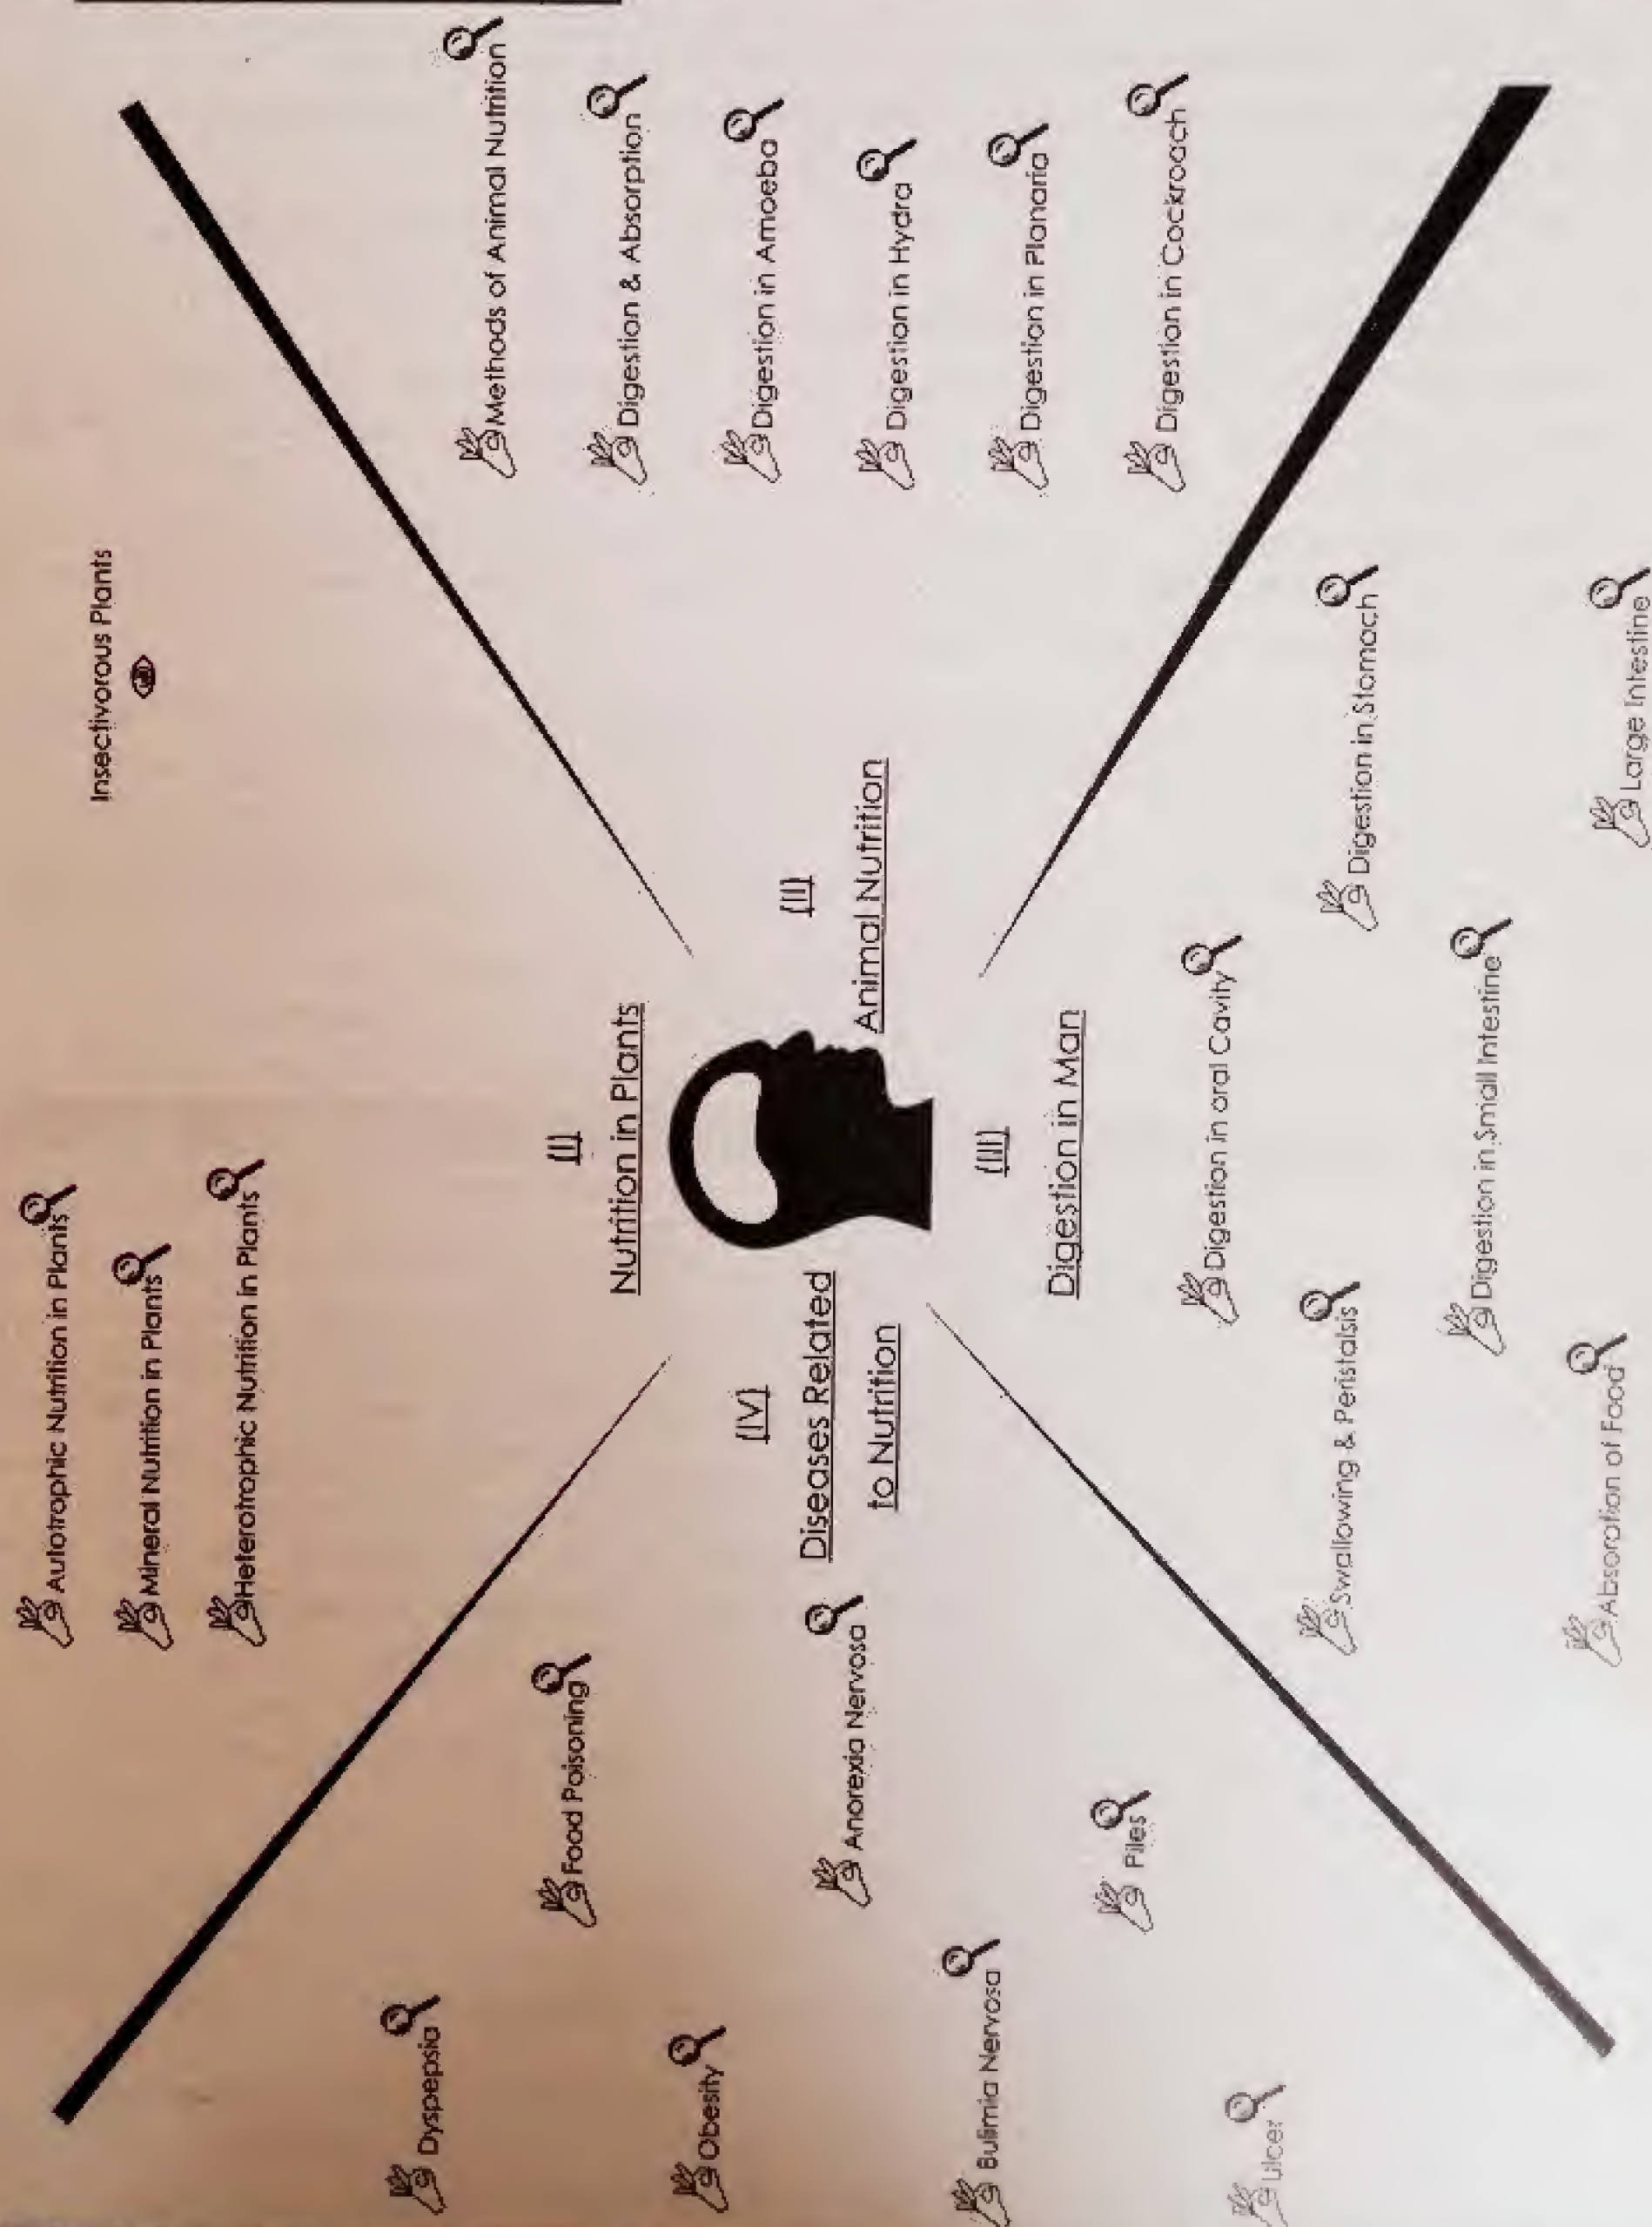 Autotrophic Nutrition in Plants
Mineral Nutrition in Plants
Heterotrophic Nutrition in Plants
Insectivorous Plants
(I)
Nutrition in Plants
(II)
Animal Nutrition
Methods of Animal Nutrition
Digestion & Absorption
Digestion in Amoeba
Digestion in Hydra
Digestion in Planaria
Digestion in Cockroach
(III)
Digestion in Man
Digestion in oral Cavity
Digestion in Stomach
Swallowing & Peristalsis
Digestion in Small Intestine
Absoration of Food
Large Intestine
(IV)
Diseases Related
to Nutrition
Dyspepsia
Food Poisoning
Obesity
Anorexia Nervosa
Bulimia Nervosa
Piles
Ulcer